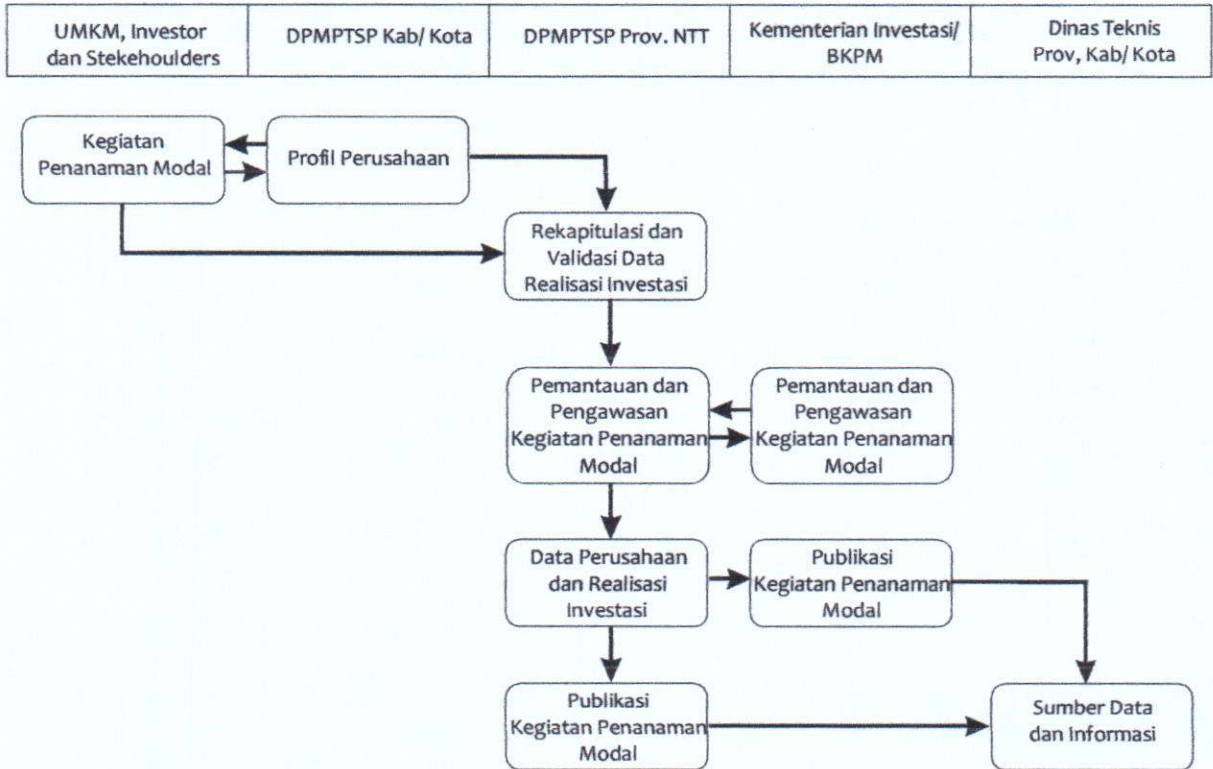 UMKM, Investor
dan Stekehoulders
DPMPTSP Kab/ Kota
DPMPTSP Prov. NTT
Kementerian Investasi/
BKPM
Dinas Teknis
Prov, Kab/ Kota
Kegiatan
Penanaman Modal
Profil Perusahaan
Rekapitulasi dan
Validasi Data
Realisasi Investasi
Pemantauan dan
Pengawasan
Kegiatan Penanaman
Modal
Pemantauan dan
Pengawasan
Kegiatan Penanaman
Modal
Data Perusahaan
dan Realisasi
Investasi
Publikasi
Kegiatan Penanaman
Modal
Publikasi
Kegiatan Penanaman
Modal
Sumber Data
dan Informasi